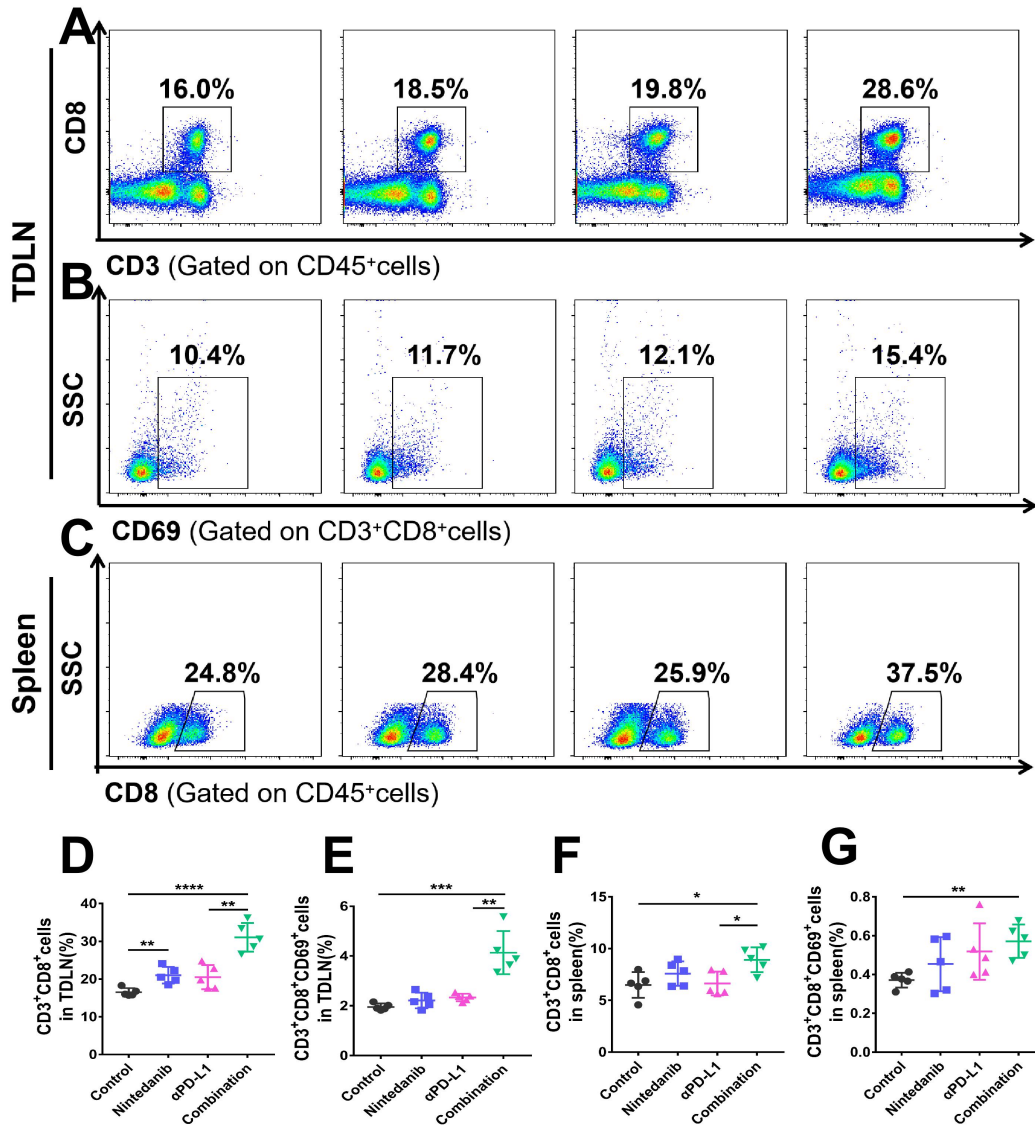 A
TDLN
CD8
16.0%
18.5%
19.8%
28.6%
CD3 (Gated on CD45⁺cells)
B
SSC
10.4%
11.7%
12.1%
15.4%
CD69 (Gated on CD3⁺CD8⁺cells)
C
Spleen
SSC
24.8%
28.4%
25.9%
37.5%
CD8 (Gated on CD45⁺cells)
D
CD3⁺CD8⁺cells
in TDLN(%)
40
30
20
10
0
****
**
**
Control
Nintedanib
αPD-L1
Combination
E
CD3⁺CD8⁺CD69⁺cells
in TDLN(%)
6
4
2
0
***
**
Control
Nintedanib
αPD-L1
Combination
F
CD3⁺CD8⁺cells
in spleen(%)
15
10
5
0
*
*
Control
Nintedanib
αPD-L1
Combination
G
CD3⁺CD8⁺CD69⁺cells
in spleen(%)
0.8
0.6
0.4
0.2
0.0
**
Control
Nintedanib
αPD-L1
Combination